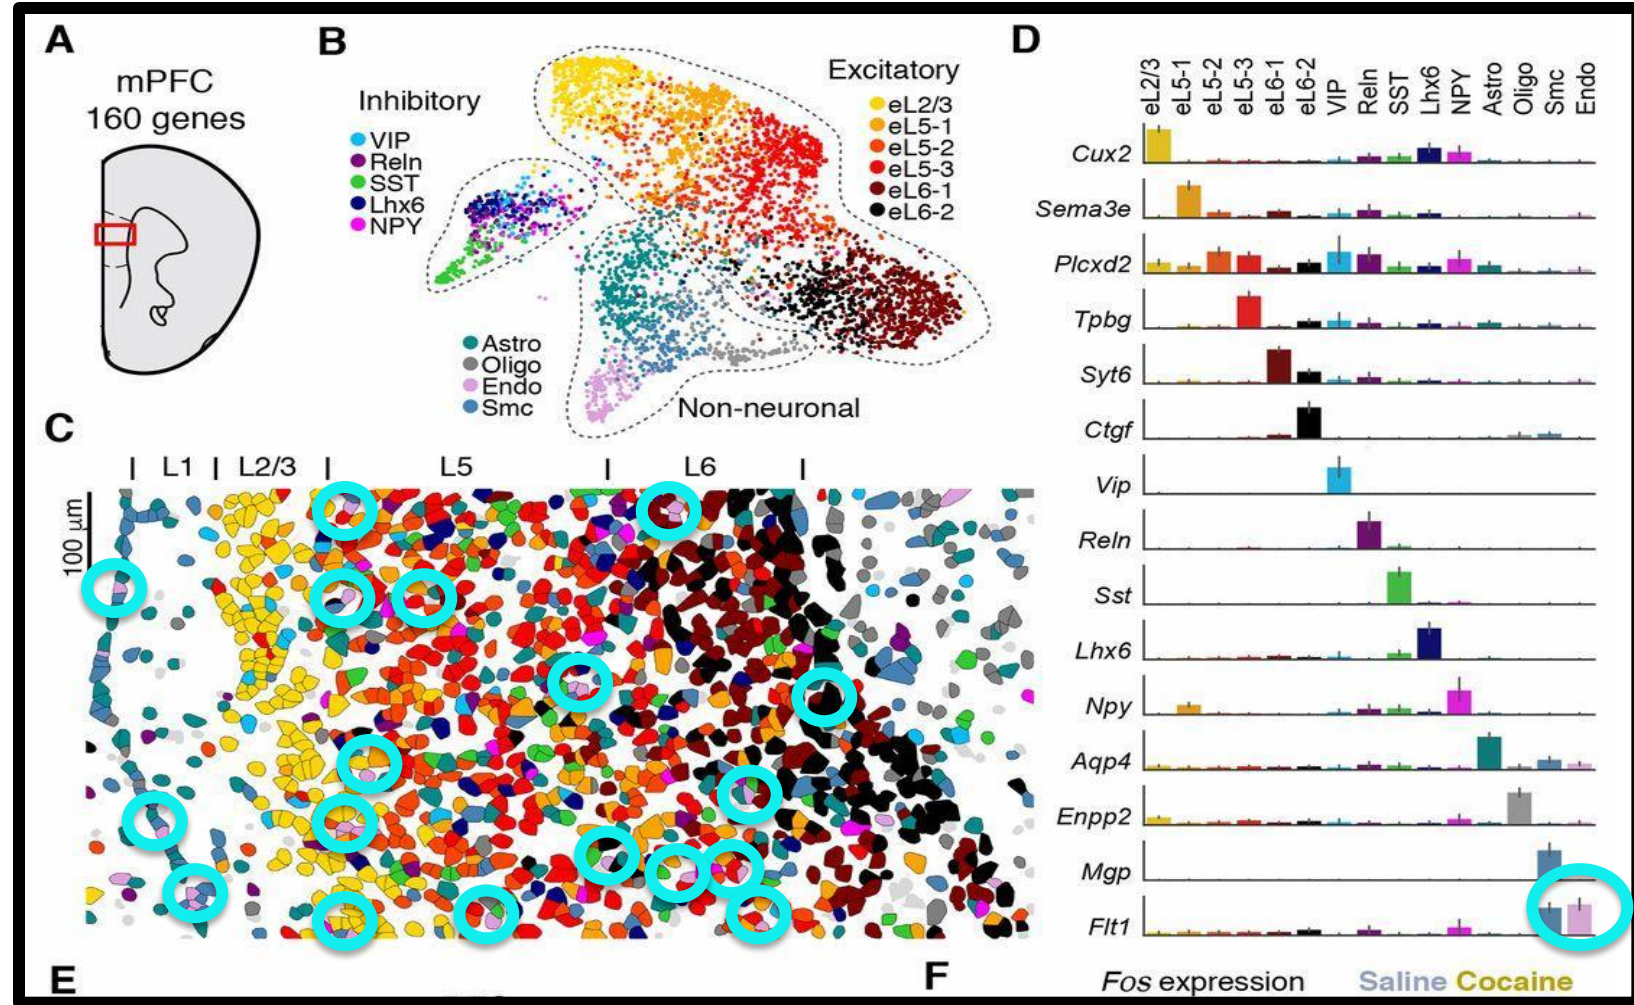 A
mPFC
160 genes
B
Inhibitory
VIP
Reln
SST
Lhx6
NPY
Excitatory
eL2/3
eL5-1
eL5-2
eL5-3
eL6-1
eL6-2
Astro
Oligo
Endo
Smc
Non-neuronal
C
L1 L2/3 L5 L6
100 µm
D
eL2/3 eL5-1 eL5-2 eL5-3 eL6-1 eL6-2 VIP Reln SST Lhx6 NPY Astro Oligo Smc Endo
Cux2
Sema3e
Plcxd2
Tpbg
Syt6
Ctgf
Vip
Reln
Sst
Lhx6
Npy
Aqp4
Enpp2
Mgp
Flt1
E
F
Fos expression Saline Cocaine